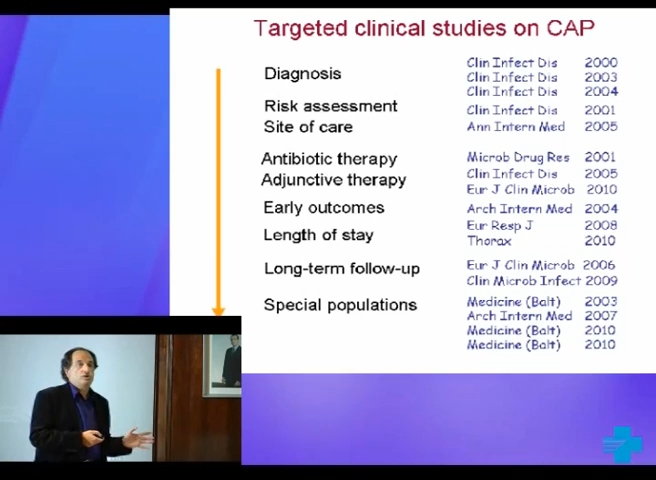 Targeted clinical studies on CAP
Diagnosis
Clin Infect Dis 2000
Clin Infect Dis 2003
Clin Infect Dis 2004
Risk assessment
Clin Infect Dis 2001
Site of care
Ann Intern Med 2005
Antibiotic therapy
Microb Drug Res 2001
Adjunctive therapy
Clin Infect Dis 2005
Eur J Clin Microb 2010
Early outcomes
Arch Intern Med 2004
Length of stay
Eur Resp J 2008
Thorax 2010
Long-term follow-up
Eur J Clin Microb 2006
Clin Microb Infect 2009
Special populations
Medicine (Balt) 2003
Arch Intern Med 2007
Medicine (Balt) 2010
Medicine (Balt) 2010